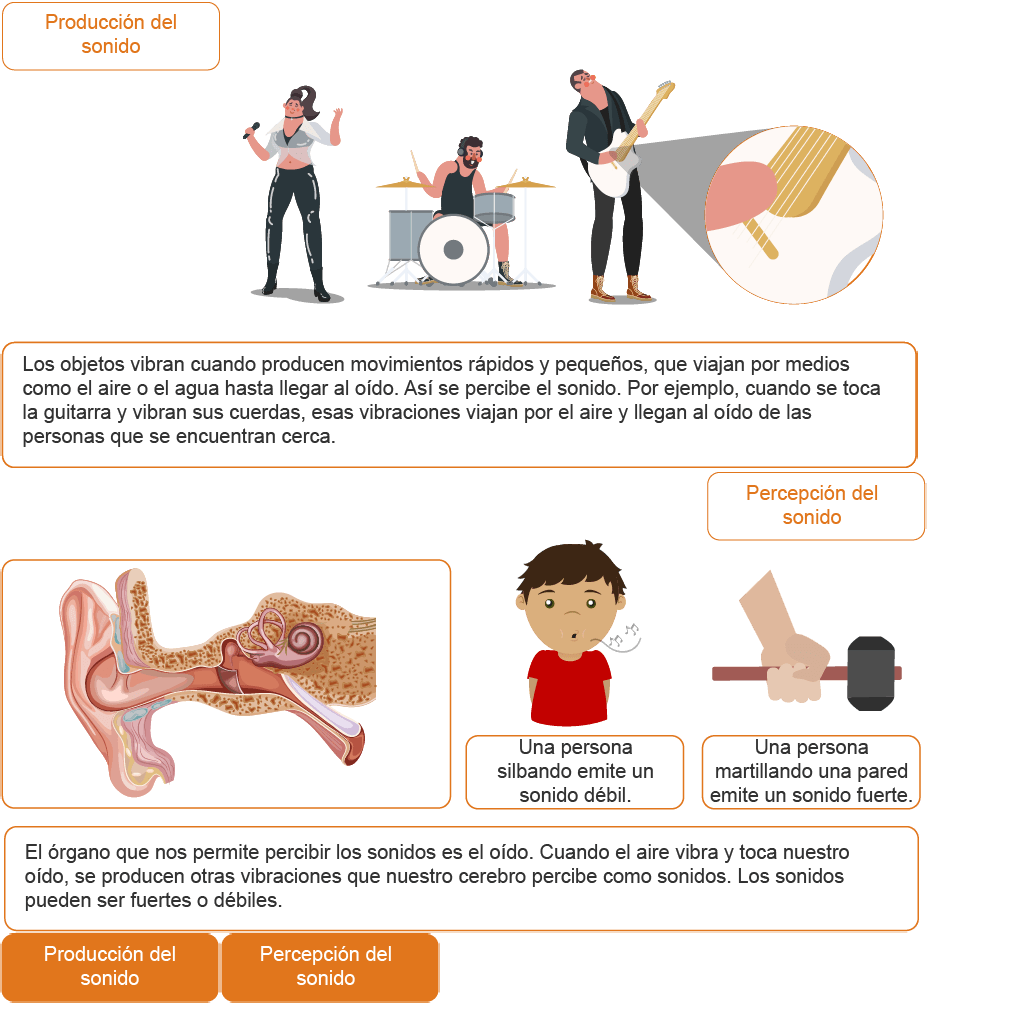 Producción del
sonido
Los objetos vibran cuando producen movimientos rápidos y pequeños, que viajan por medios
como el aire o el agua hasta llegar al oído. Así se percibe el sonido. Por ejemplo, cuando se toca
la guitarra y vibran sus cuerdas, esas vibraciones viajan por el aire y llegan al oído de las
personas que se encuentran cerca.
Percepción del
sonido
Una persona
silbando emite un
sonido débil.
Una persona
martillando una pared
emite un sonido fuerte.
El órgano que nos permite percibir los sonidos es el oído. Cuando el aire vibra y toca nuestro
oído, se producen otras vibraciones que nuestro cerebro percibe como sonidos. Los sonidos
pueden ser fuertes o débiles.
Producción del
sonido
Percepción del
sonido